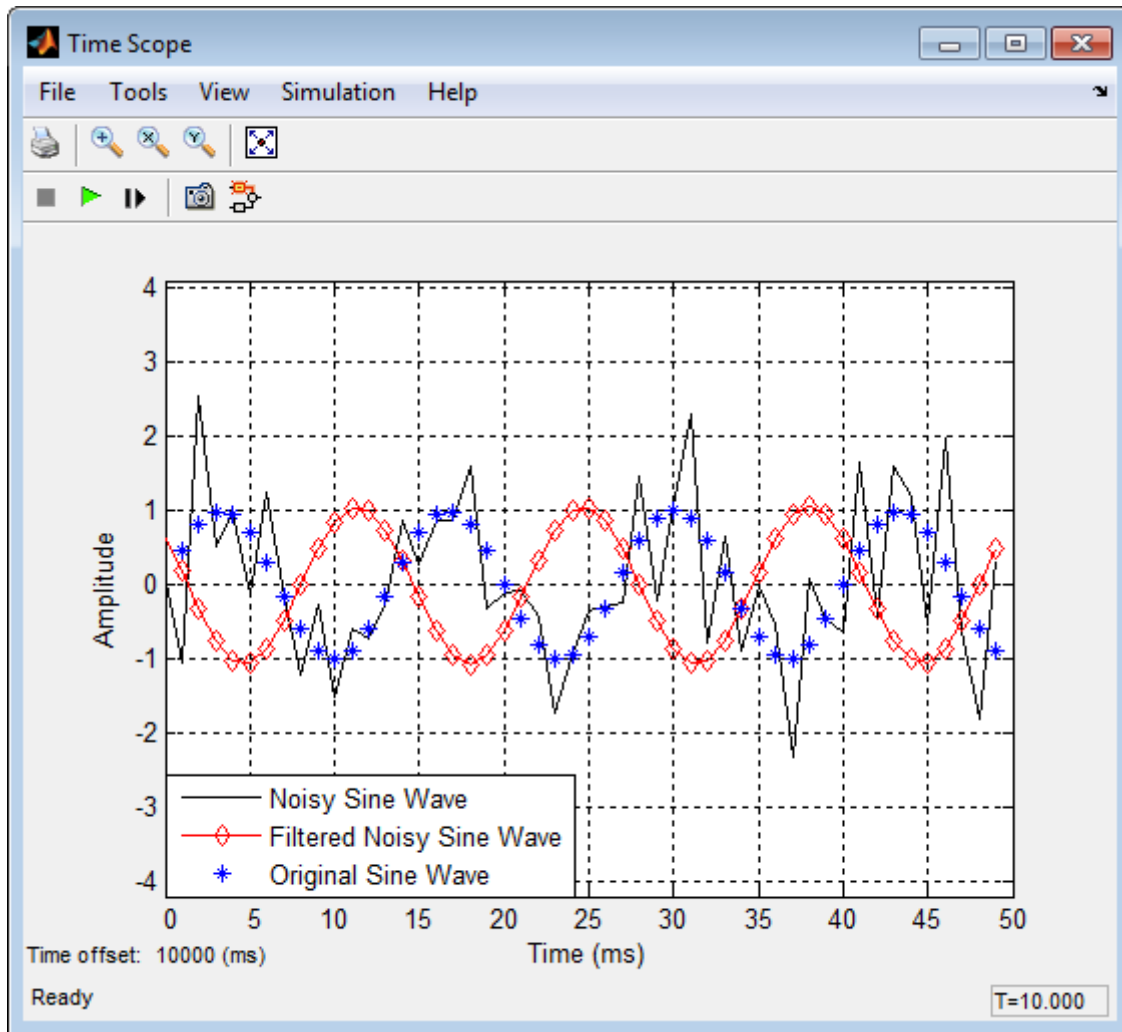 Time Scope
File Tools View Simulation Help
4
3
2
1
0
-1
-2
-3
-4
Amplitude
Noisy Sine Wave
Filtered Noisy Sine Wave
Original Sine Wave
0 5 10 15 20 25 30 35 40 45 50
Time offset: 10000 (ms)
Time (ms)
Ready
T=10.000